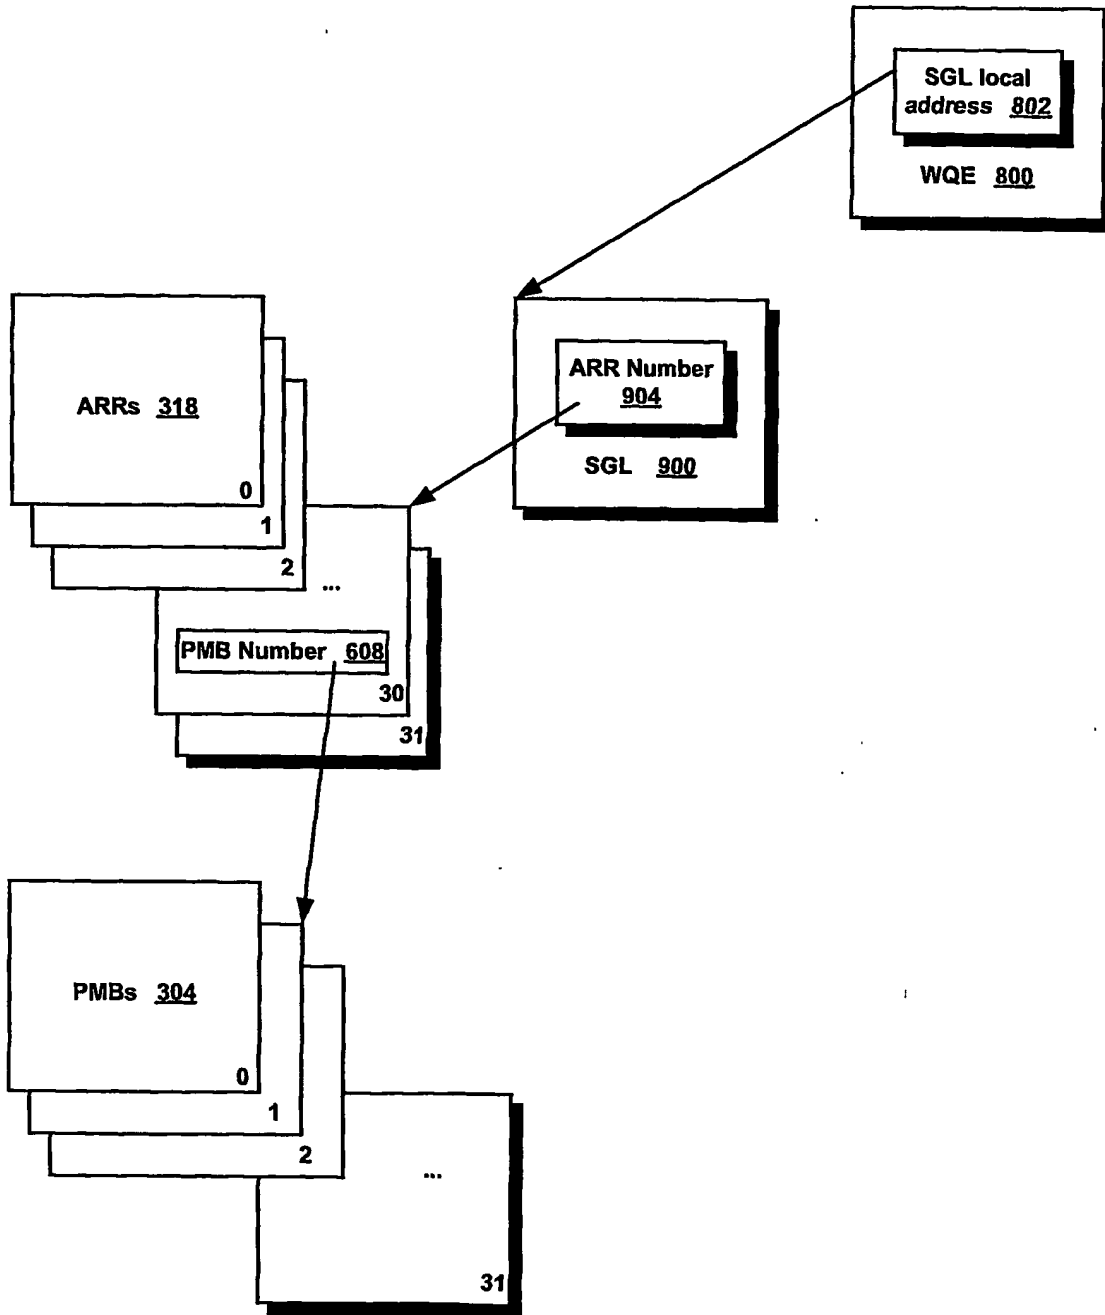 SGL local
address 802
WQE 800
ARR Number
904
SGL 900
ARRs 318
0
1
2
...
PMB Number 608
30
31
PMBs 304
0
1
2
...
31